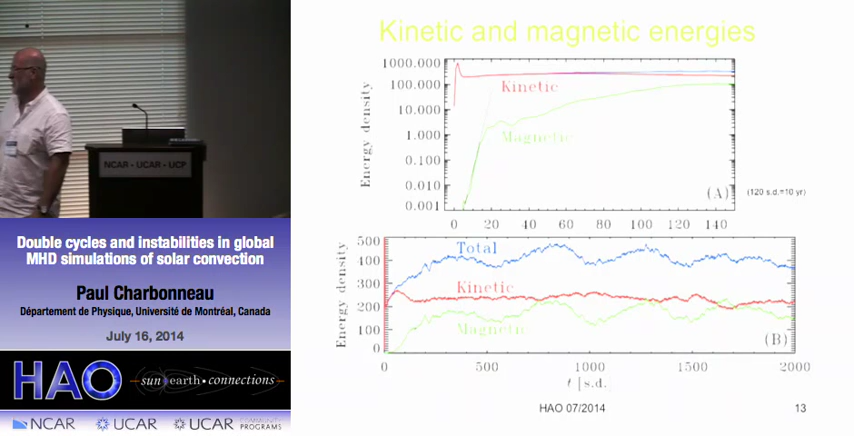 Kinetic and magnetic energies
1000.000
100.000
10.000
1.000
0.100
0.010
0.001
Energy density
Kinetic
Magnetic
(A)
(120 s.d.=10 yr)
0 20 40 60 80 100 120 140
500
400
300
200
100
0
Energy density
Total
Kinetic
Magnetic
(B)
0 500 1000 1500 2000
t [s.d.]
HAO 07/2014
13
NCAR • UCAR • UCP
Double cycles and instabilities in global
MHD simulations of solar convection
Paul Charbonneau
Département de Physique, Université de Montréal, Canada
July 16, 2014
HAO sun earth • connections
NCAR UCAR UCAR COMMUNITY
PROGRAMS